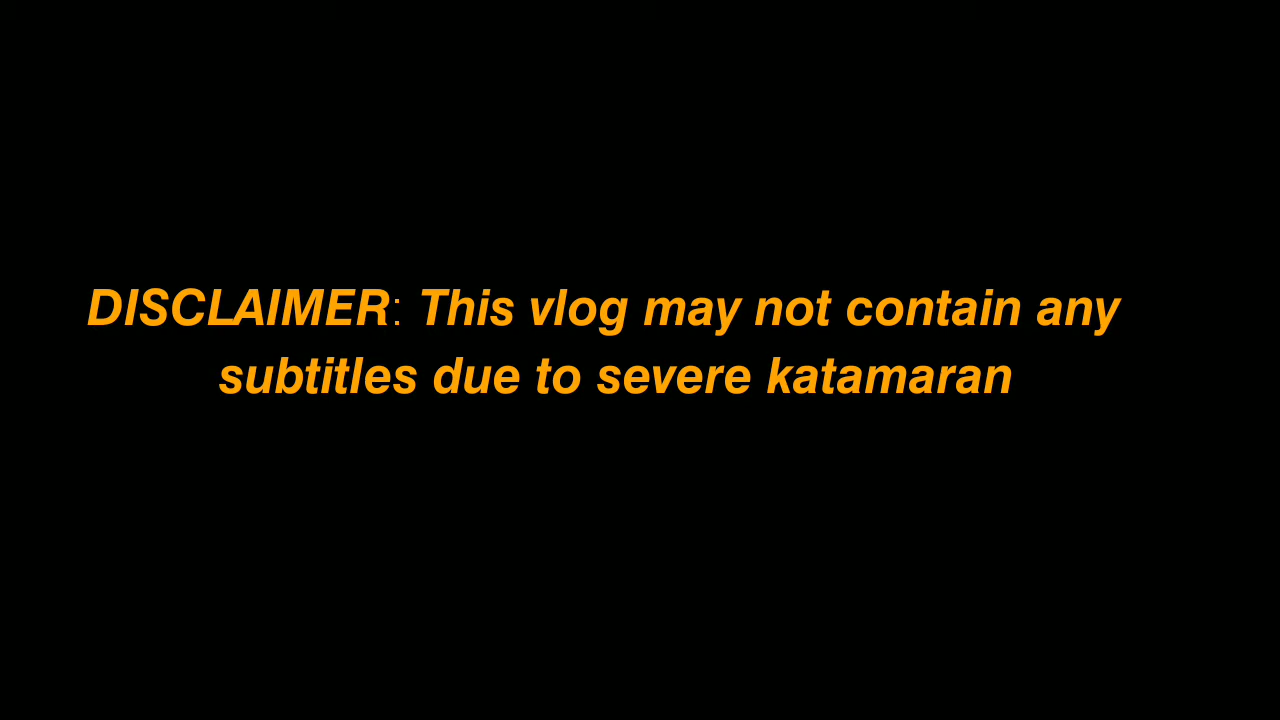 DISCLAIMER: This vlog may not contain any
subtitles due to severe katamaran